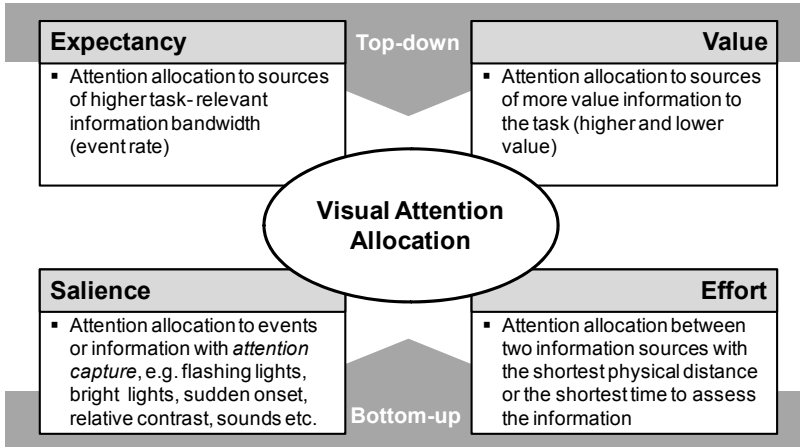 Expectancy
▪ Attention allocation to sources
of higher task-relevant
information bandwidth
(event rate)
Top-down
Value
▪ Attention allocation to sources
of more value information to
the task (higher and lower
value)
Visual Attention
Allocation
Salience
▪ Attention allocation to events
or information with attention
capture, e.g. flashing lights,
bright lights, sudden onset,
relative contrast, sounds etc.
Bottom-up
Effort
▪ Attention allocation between
two information sources with
the shortest physical distance
or the shortest time to assess
the information